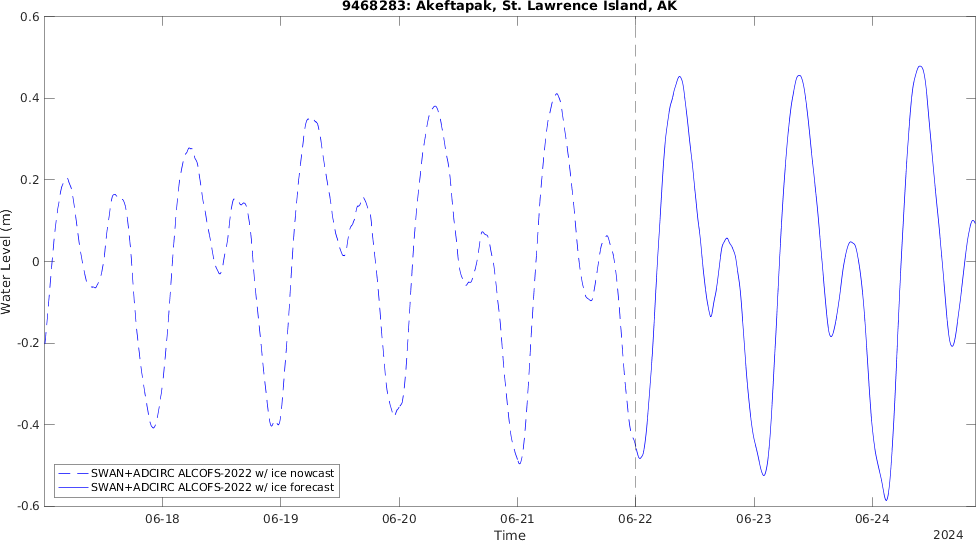 9468283: Akeftapak, St. Lawrence Island, AK
0.6
0.4
0.2
0
-0.2
-0.4
-0.6
Water Level (m)
SWAN+ADCIRC ALCOFS-2022 w/ ice nowcast
SWAN+ADCIRC ALCOFS-2022 w/ ice forecast
06-18 06-19 06-20 06-21 06-22 06-23 06-24
Time
2024